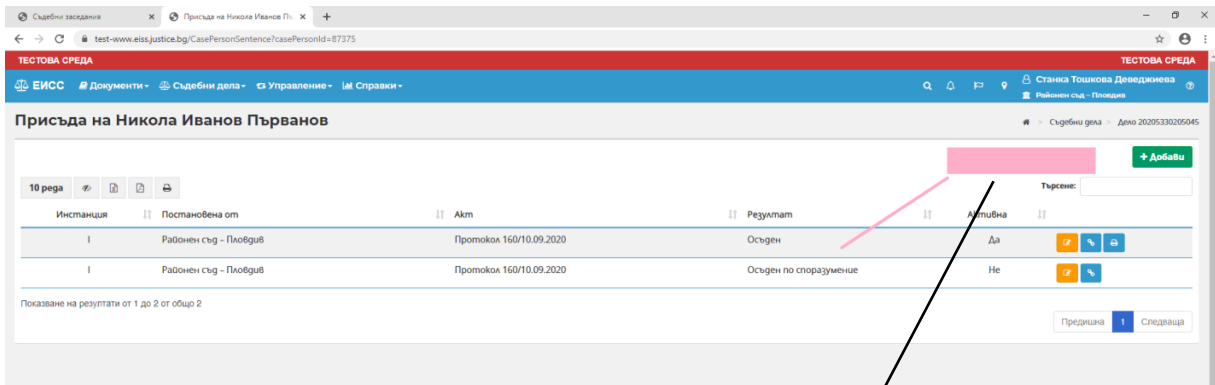 Съдебни заседания
Присъда на Никола Иванов Пъ
test-www.eiss.justice.bg/CasePersonSentence?casePersonId=87375
ТЕСТОВА СРЕДА ТЕСТОВА СРЕДА
ЕИСС Документи Съдебни дела Управление Справки Станка Тошкова Деведжиева
Районен съд – Пловдив
Присъда на Никола Иванов Първанов
> Съдебни дела > Дело 20205330205045
+ Добави
10 реда Търсене:
Инстанция Постановена от Акт Резултат Активна
I Районен съд – Пловдив Протокол 160/10.09.2020 Осъден Да
I Районен съд – Пловдив Протокол 160/10.09.2020 Осъден по споразумение Не
Показване на резултати от 1 до 2 от общо 2
Предишна 1 Следваща